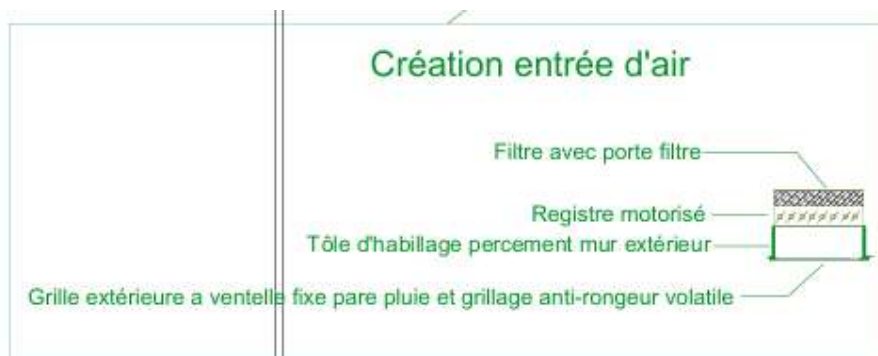 Création entrée d'air
Filtre avec porte filtre
Registre motorisé
Tôle d'habillage percement mur extérieur
Grille extérieure a ventelle fixe pare pluie et grillage anti-rongeur volatile